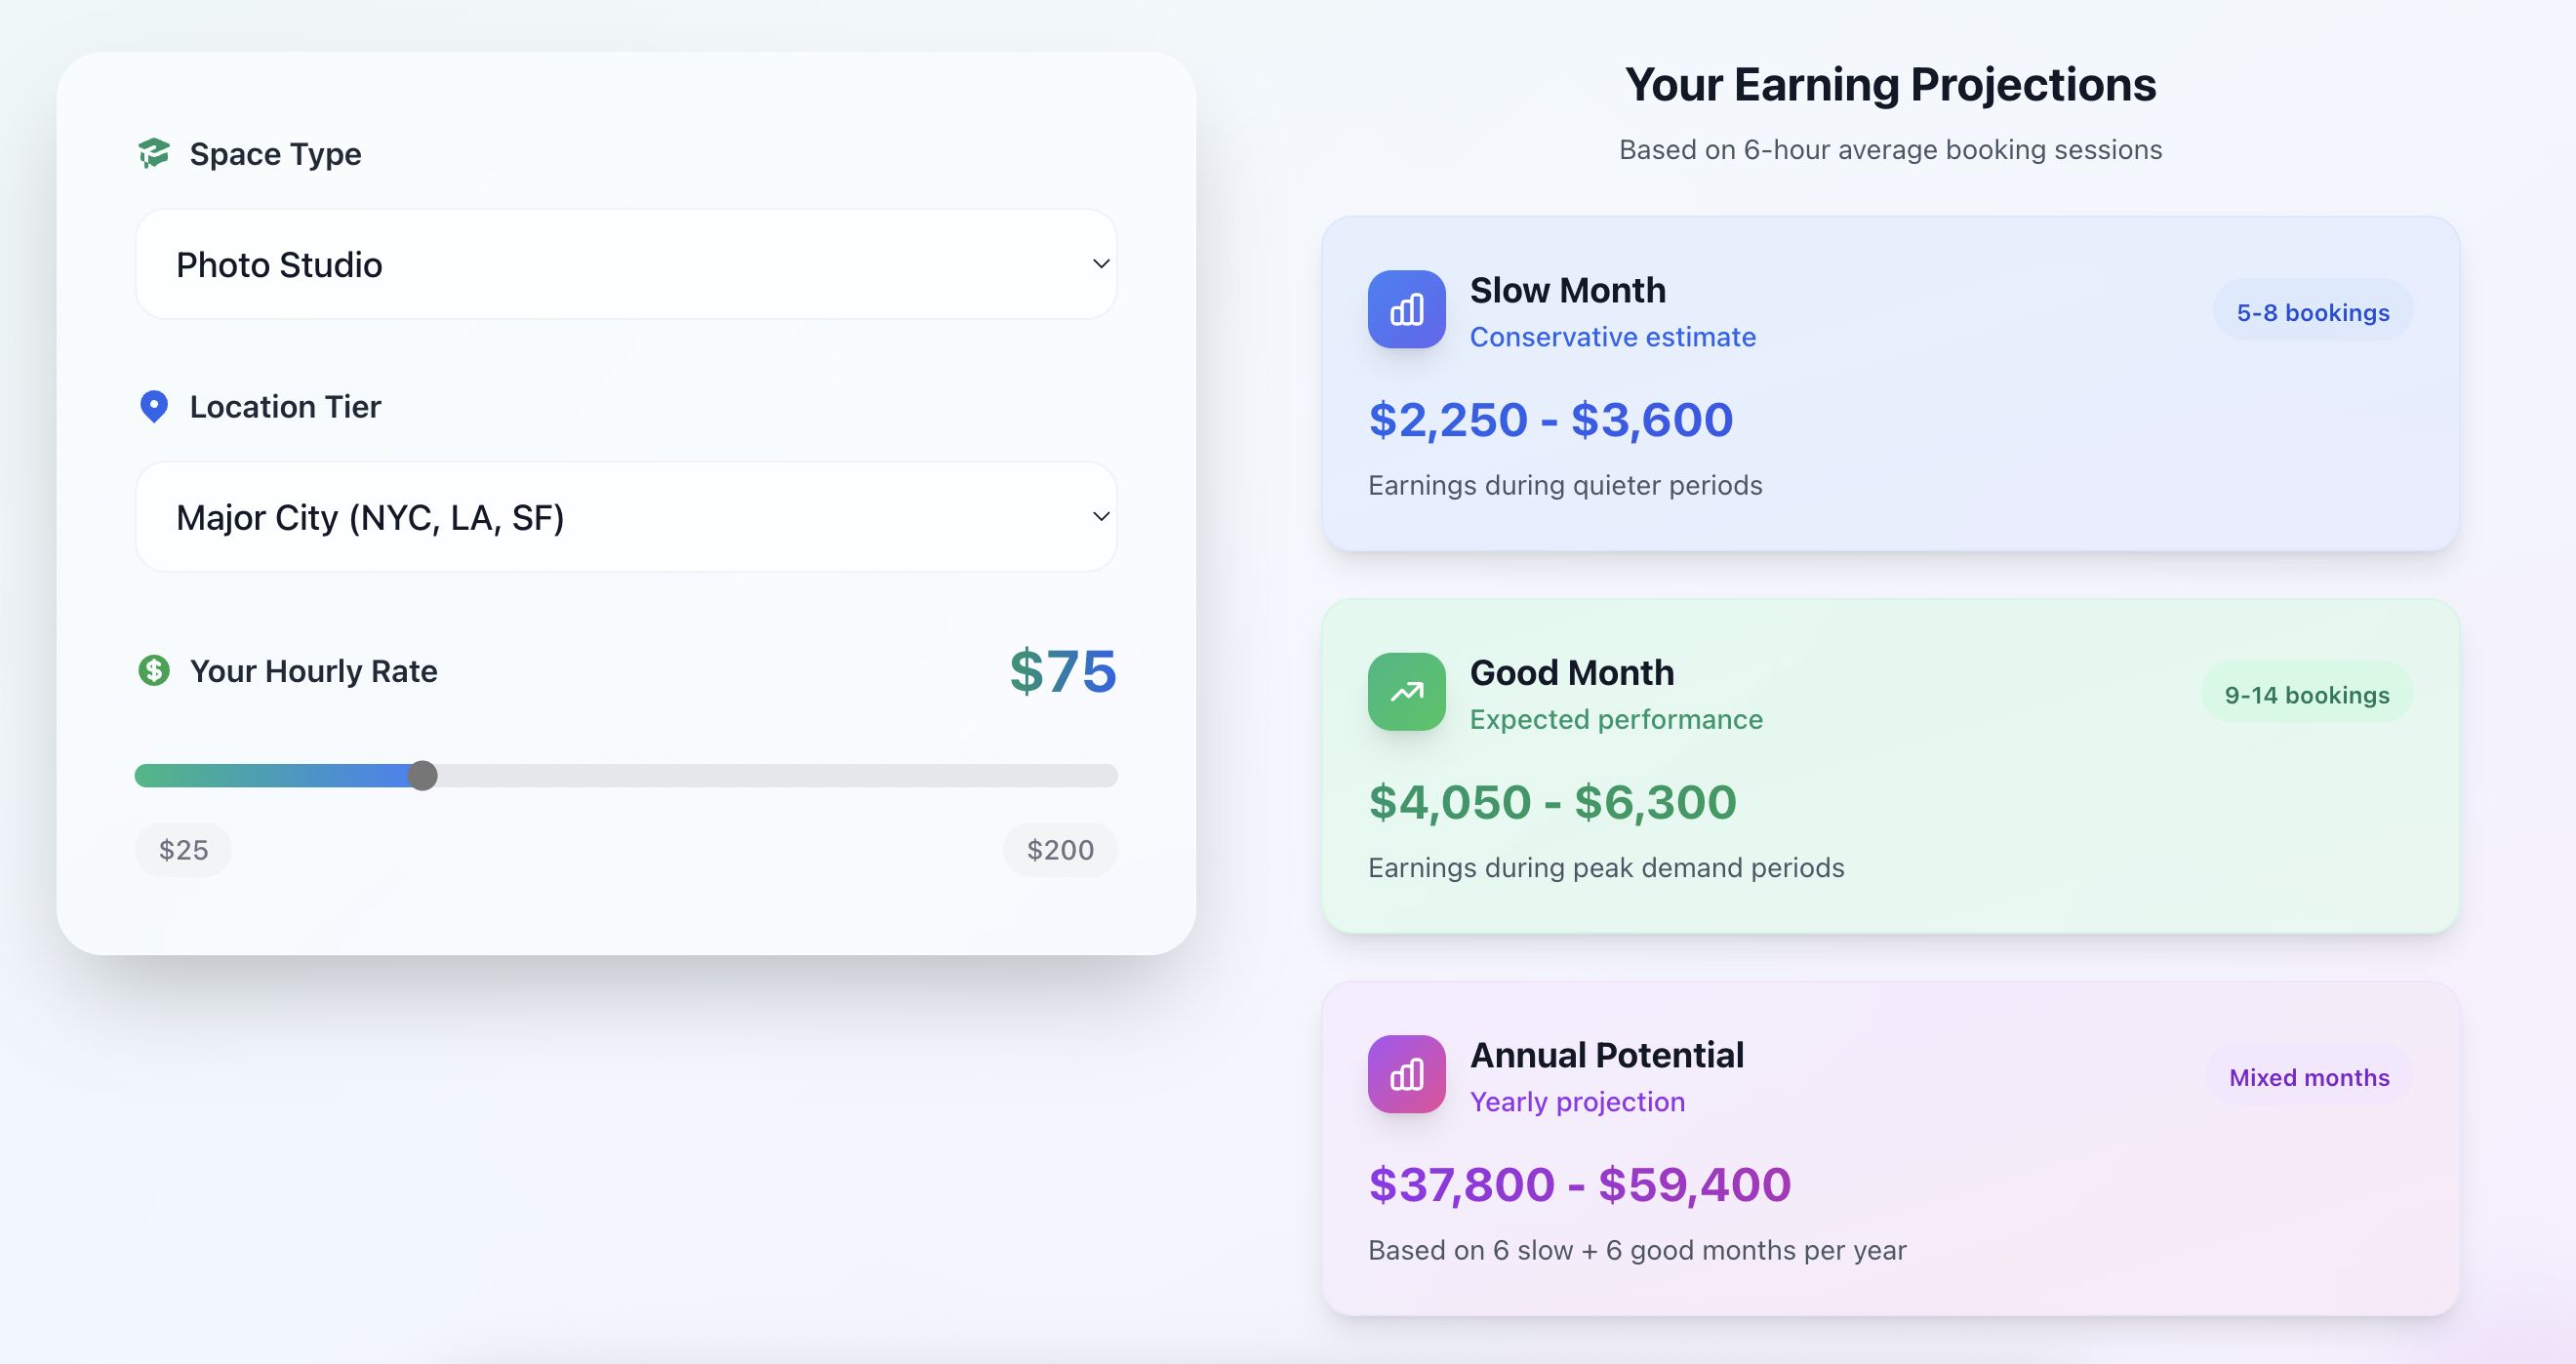 Space Type
Photo Studio
Location Tier
Major City (NYC, LA, SF)
Your Hourly Rate
$75
$25
$200
Your Earning Projections
Based on 6-hour average booking sessions
Slow Month
Conservative estimate
5-8 bookings
$2,250 - $3,600
Earnings during quieter periods
Good Month
Expected performance
9-14 bookings
$4,050 - $6,300
Earnings during peak demand periods
Annual Potential
Yearly projection
Mixed months
$37,800 - $59,400
Based on 6 slow + 6 good months per year